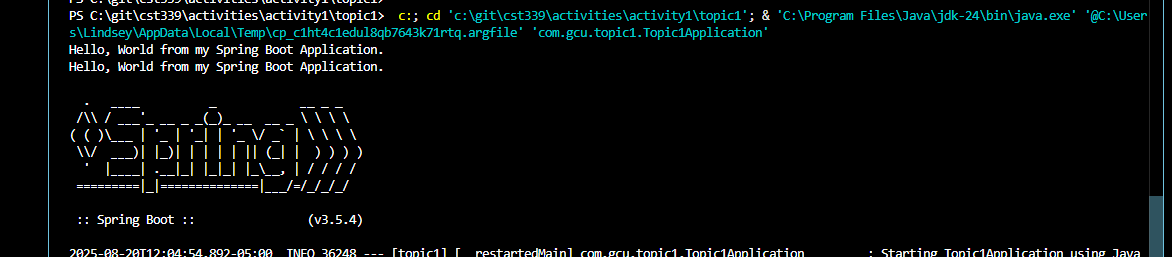 PS C:\git\cst339\activities\activity1\topic1> c:; cd 'c:\git\cst339\activities\activity1\topic1'; & 'C:\Program Files\Java\jdk-24\bin\java.exe' '@C:\User
s\Lindsey\AppData\Local\Temp\cp_c1ht4c1edul8qb7643k71rtq.argfile' 'com.gcu.topic1.Topic1Application'
Hello, World from my Spring Boot Application.
Hello, World from my Spring Boot Application.
  .   ____          _            __ _ _
 /\\ / ___'_ __ _ _(_)_ __  __ _ \ \ \ \
( ( )\___ | '_ | '_| | '_ \/ _` | \ \ \ \
 \\/  ___)| |_)| | | | | || (_| |  ) ) ) )
  '  |____| .__|_| |_|_| |_\__, | / / / /
 =========|_|==============|___/=/_/_/_/
 :: Spring Boot ::                (v3.5.4)
2025-08-20T12:04:54.892-05:00  INFO 36248 --- [topic1] [  restartedMain] com.gcu.topic1.Topic1Application         : Starting Topic1Application using Java